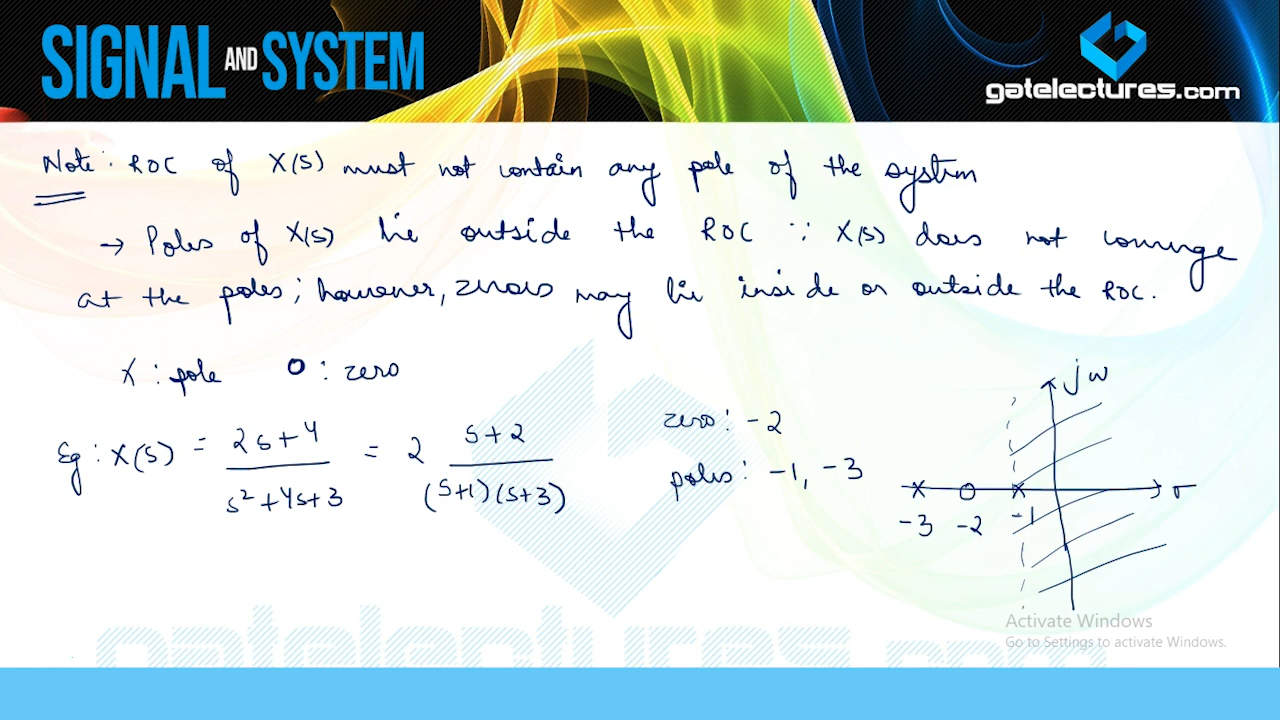 SIGNAL AND SYSTEM
gatelectures.com
Note: ROC of X(S) must not contain any pole of the system
→ Poles of X(S) lie outside the ROC ∵ X(S) does not converge
at the poles; however, zeros may lie inside or outside the ROC.
X : pole O : zero
Eg : X(S) = 2s+4 / s²+4s+3 = 2 s+2 / (s+1)(s+3)
zero: -2
poles: -1, -3
jω
σ
-3 -2 -1
Activate Windows
Go to Settings to activate Windows.
gatelectures.com